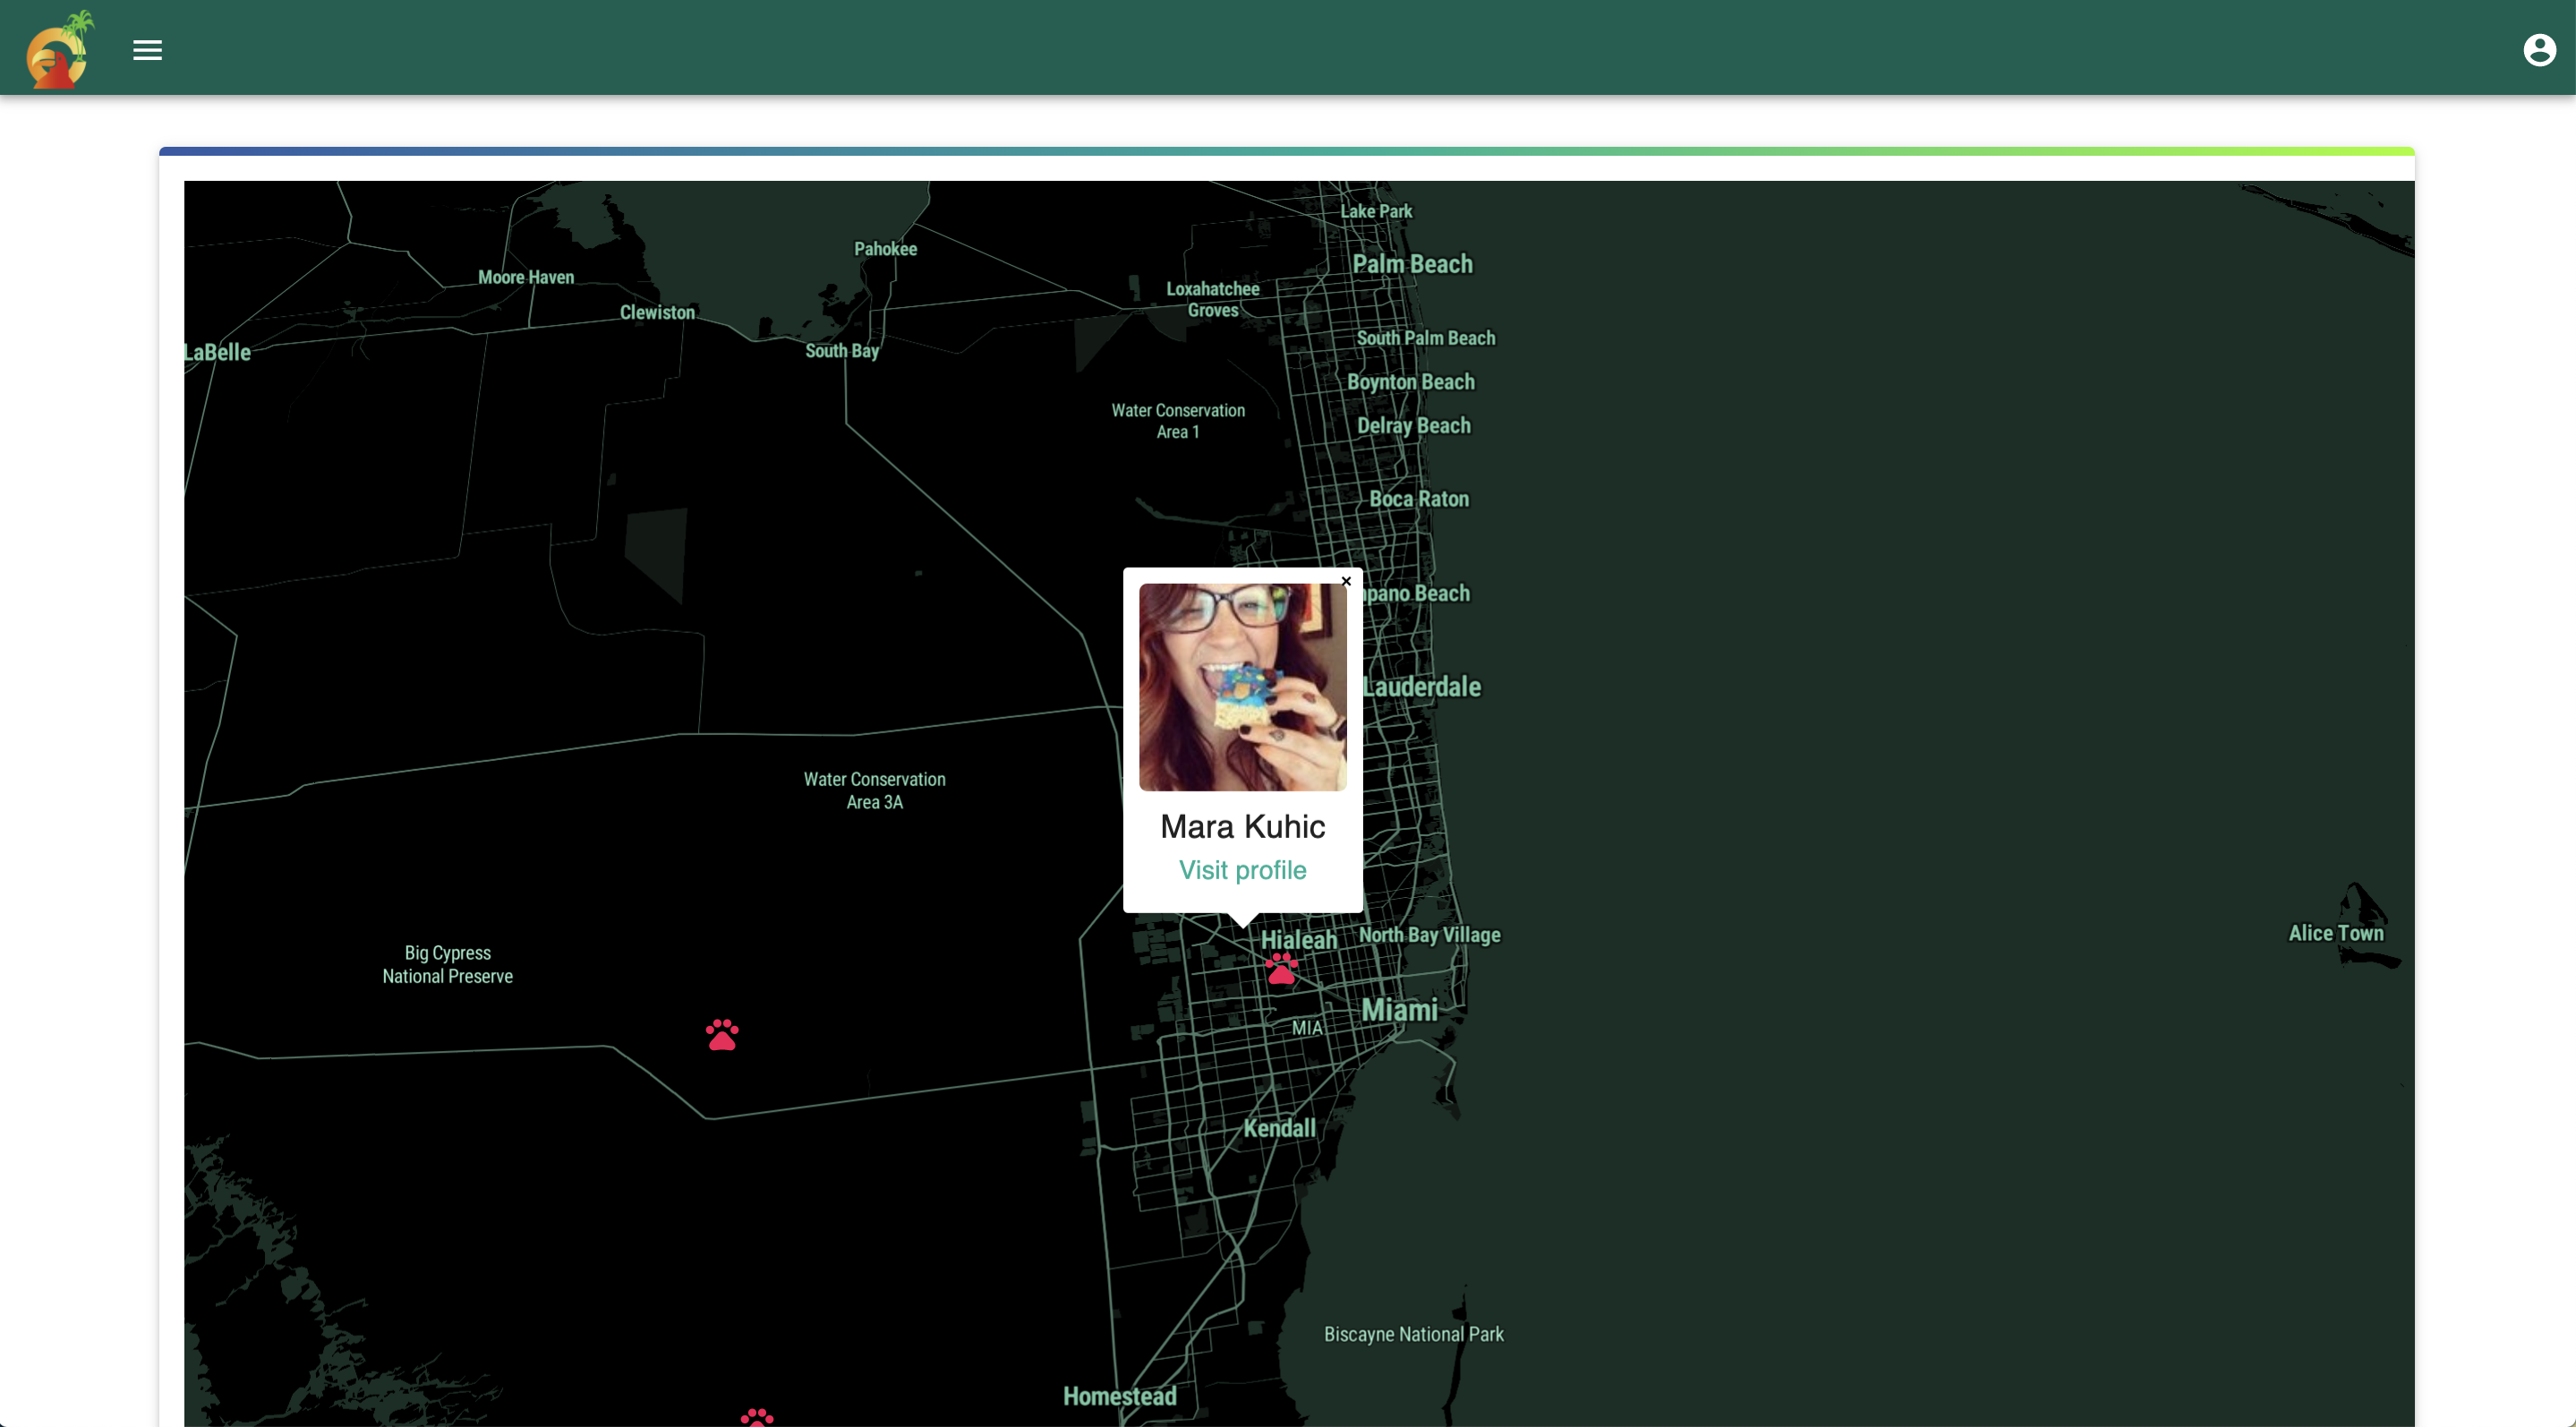 Lake Park
Palm Beach
Pahokee
Moore Haven
Loxahatchee
Groves
Clewiston
South Palm Beach
LaBelle
South Bay
Boynton Beach
Water Conservation
Area 1
Delray Beach
Boca Raton
×
pano Beach
Lauderdale
Water Conservation
Area 3A
Mara Kuhic
Visit profile
Hialeah
North Bay Village
Alice Town
Big Cypress
National Preserve
Miami
MIA
Kendall
Biscayne National Park
Homestead